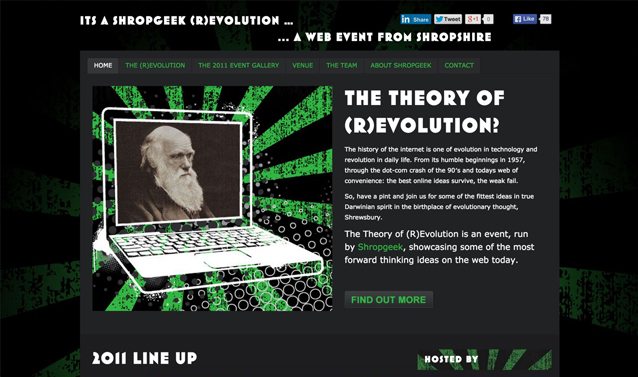 ITS A SHROPGEEK (R)EVOLUTION ...
Share
Tweet
+1
0
Like
78
... A WEB EVENT FROM SHROPSHIRE
HOME
THE (R)EVOLUTION
THE 2011 EVENT GALLERY
VENUE
THE TEAM
ABOUT SHROPGEEK
CONTACT
THE THEORY OF
(R)EVOLUTION?
The history of the internet is one of evolution in technology and
revolution in daily life. From its humble beginnings in 1957,
through the dot-com crash of the 90's and todays web of
convenience: the best online ideas survive, the weak fail.
So, have a pint and join us for some of the fittest ideas in true
Darwinian spirit in the birthplace of evolutionary thought,
Shrewsbury.
The Theory of (R)Evolution is an event, run
by Shropgeek, showcasing some of the most
forward thinking ideas on the web today.
FIND OUT MORE
2011 LINE UP
HOSTED BY